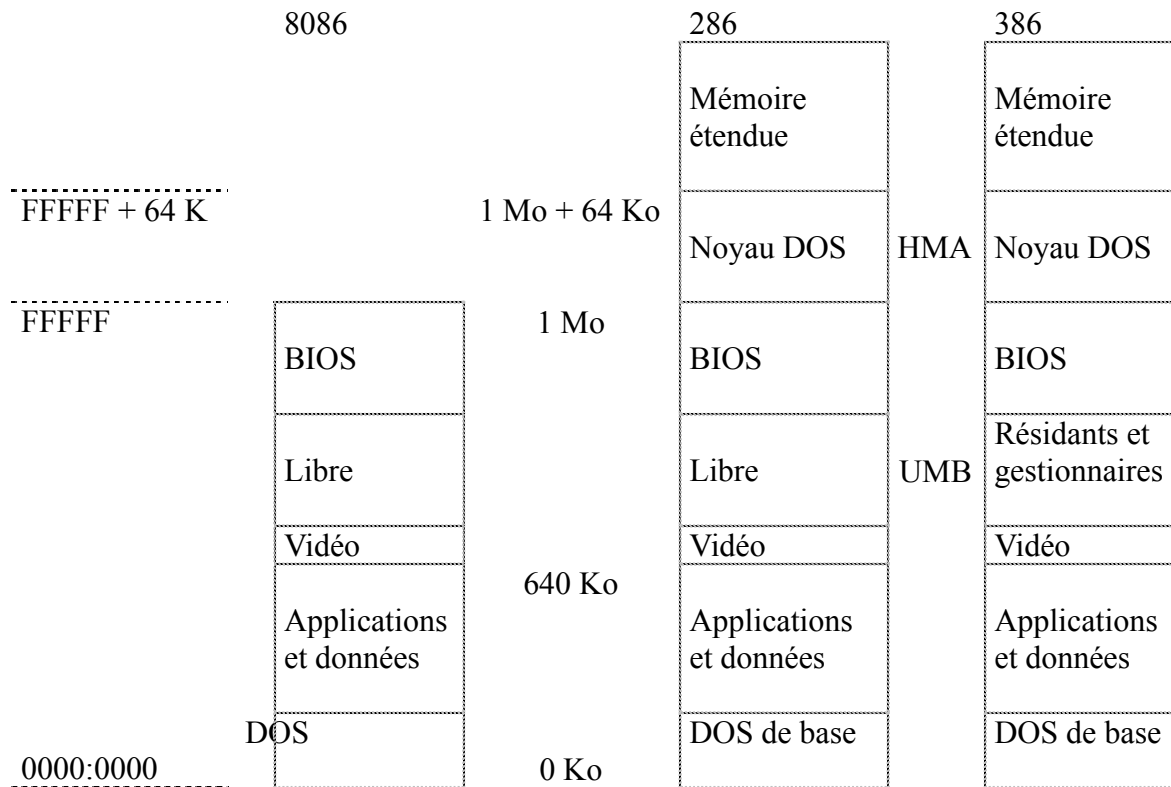 8086 286 386
Mémoire étendue
Mémoire étendue
FFFFF + 64 K 1 Mo + 64 Ko
Noyau DOS HMA Noyau DOS
FFFFF 1 Mo
BIOS BIOS BIOS
Libre Libre UMB Résidants et gestionnaires
Vidéo Vidéo Vidéo
640 Ko
Applications et données
Applications et données
Applications et données
DOS DOS de base DOS de base
0000:0000 0 Ko